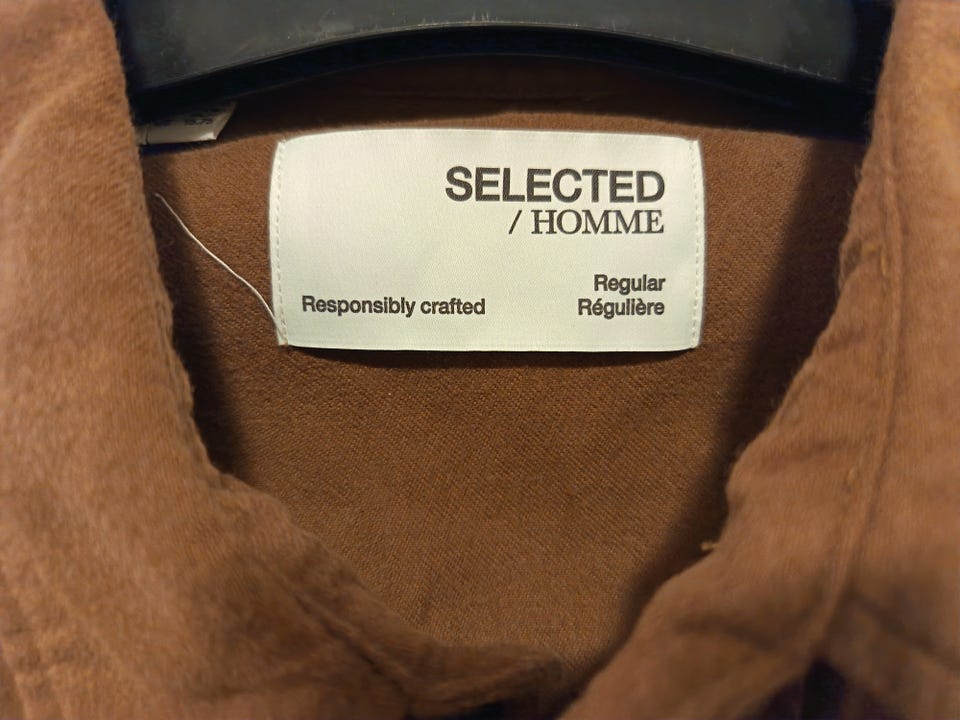 SELECTED
/ HOMME
Regular
Responsibly crafted Régulière